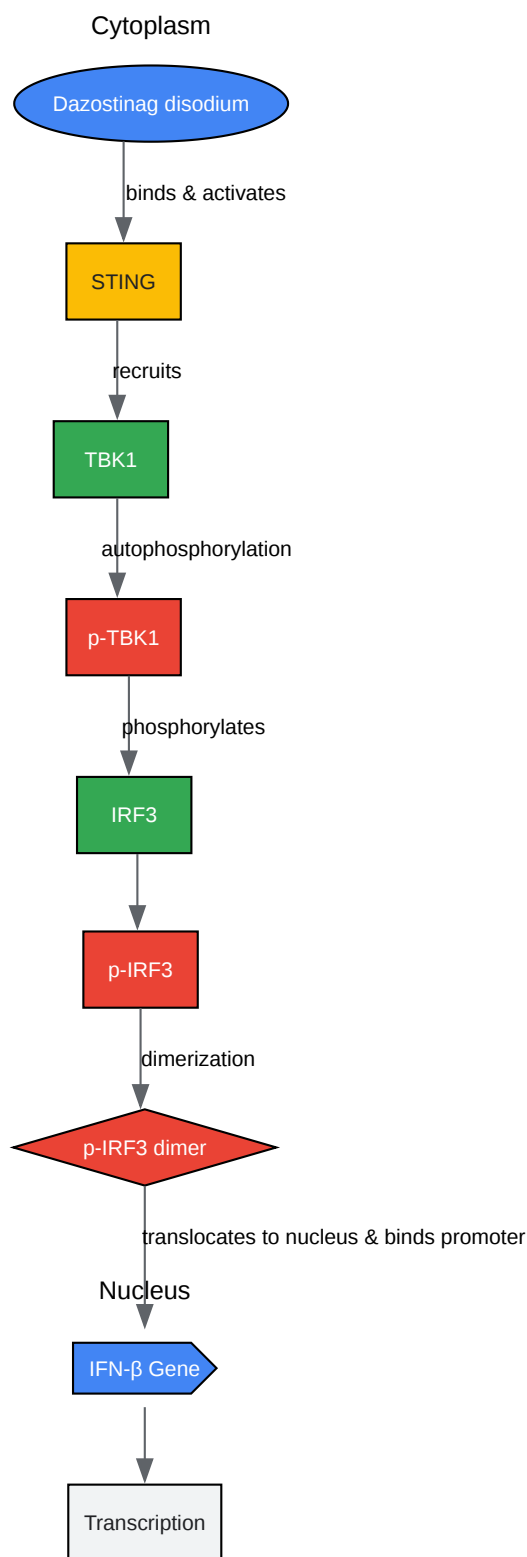 Cytoplasm
Dazostinag disodium
binds & activates
STING
recruits
TBK1
autophosphorylation
p-TBK1
phosphorylates
IRF3
p-IRF3
dimerization
p-IRF3 dimer
translocates to nucleus & binds promoter
Nucleus
IFN-β Gene
Transcription